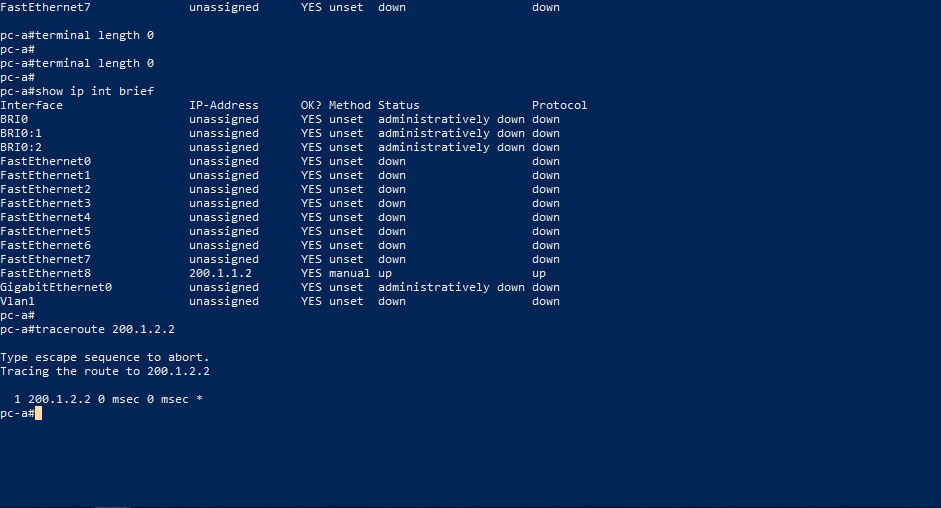 FastEthernet7              unassigned      YES unset  down                  down

pc-a#terminal length 0
pc-a#
pc-a#terminal length 0
pc-a#
pc-a#show ip int brief
Interface                  IP-Address      OK? Method Status                Protocol
BRI0                       unassigned      YES unset  administratively down down
BRI0:1                     unassigned      YES unset  administratively down down
BRI0:2                     unassigned      YES unset  administratively down down
FastEthernet0              unassigned      YES unset  down                  down
FastEthernet1              unassigned      YES unset  down                  down
FastEthernet2              unassigned      YES unset  down                  down
FastEthernet3              unassigned      YES unset  down                  down
FastEthernet4              unassigned      YES unset  down                  down
FastEthernet5              unassigned      YES unset  down                  down
FastEthernet6              unassigned      YES unset  down                  down
FastEthernet7              unassigned      YES unset  down                  down
FastEthernet8              200.1.1.2       YES manual up                    up
GigabitEthernet0           unassigned      YES unset  administratively down down
Vlan1                      unassigned      YES unset  down                  down
pc-a#
pc-a#traceroute 200.1.2.2

Type escape sequence to abort.
Tracing the route to 200.1.2.2

  1 200.1.2.2 0 msec 0 msec *
pc-a#